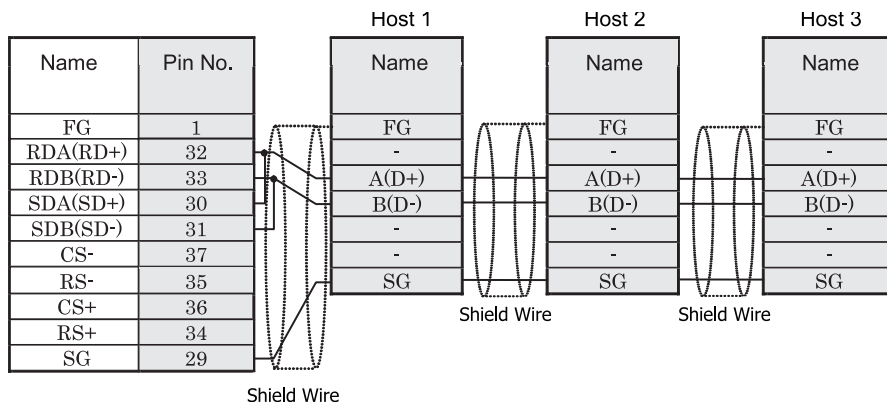 Host 1 Host 2 Host 3
Name Pin No. Name Name Name
FG 1 FG FG FG
RDA(RD+) 32 - - -
RDB(RD-) 33 A(D+) A(D+) A(D+)
SDA(SD+) 30 B(D-) B(D-) B(D-)
SDB(SD-) 31 - - -
CS- 37 - - -
RS- 35 SG SG SG
CS+ 36
Shield Wire Shield Wire
RS+ 34
SG 29
Shield Wire